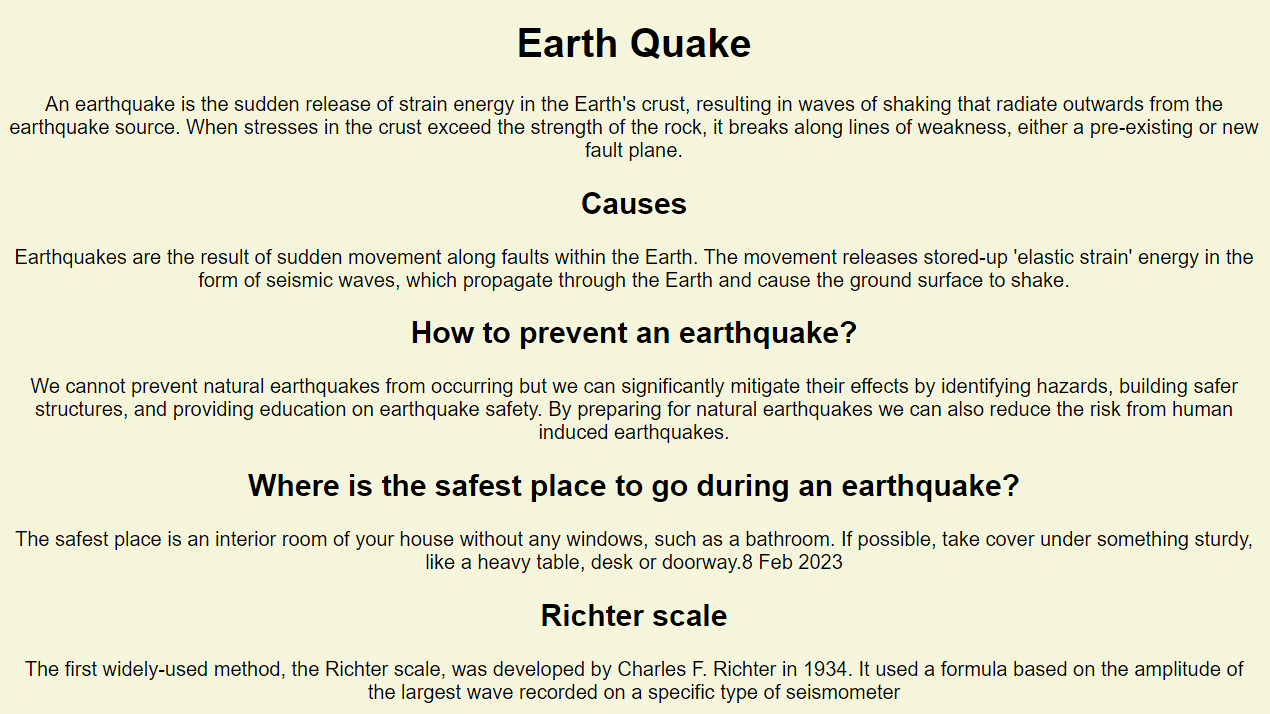 Earth Quake
An earthquake is the sudden release of strain energy in the Earth's crust, resulting in waves of shaking that radiate outwards from the
earthquake source. When stresses in the crust exceed the strength of the rock, it breaks along lines of weakness, either a pre-existing or new
fault plane.
Causes
Earthquakes are the result of sudden movement along faults within the Earth. The movement releases stored-up 'elastic strain' energy in the
form of seismic waves, which propagate through the Earth and cause the ground surface to shake.
How to prevent an earthquake?
We cannot prevent natural earthquakes from occurring but we can significantly mitigate their effects by identifying hazards, building safer
structures, and providing education on earthquake safety. By preparing for natural earthquakes we can also reduce the risk from human
induced earthquakes.
Where is the safest place to go during an earthquake?
The safest place is an interior room of your house without any windows, such as a bathroom. If possible, take cover under something sturdy,
like a heavy table, desk or doorway.8 Feb 2023
Richter scale
The first widely-used method, the Richter scale, was developed by Charles F. Richter in 1934. It used a formula based on the amplitude of
the largest wave recorded on a specific type of seismometer